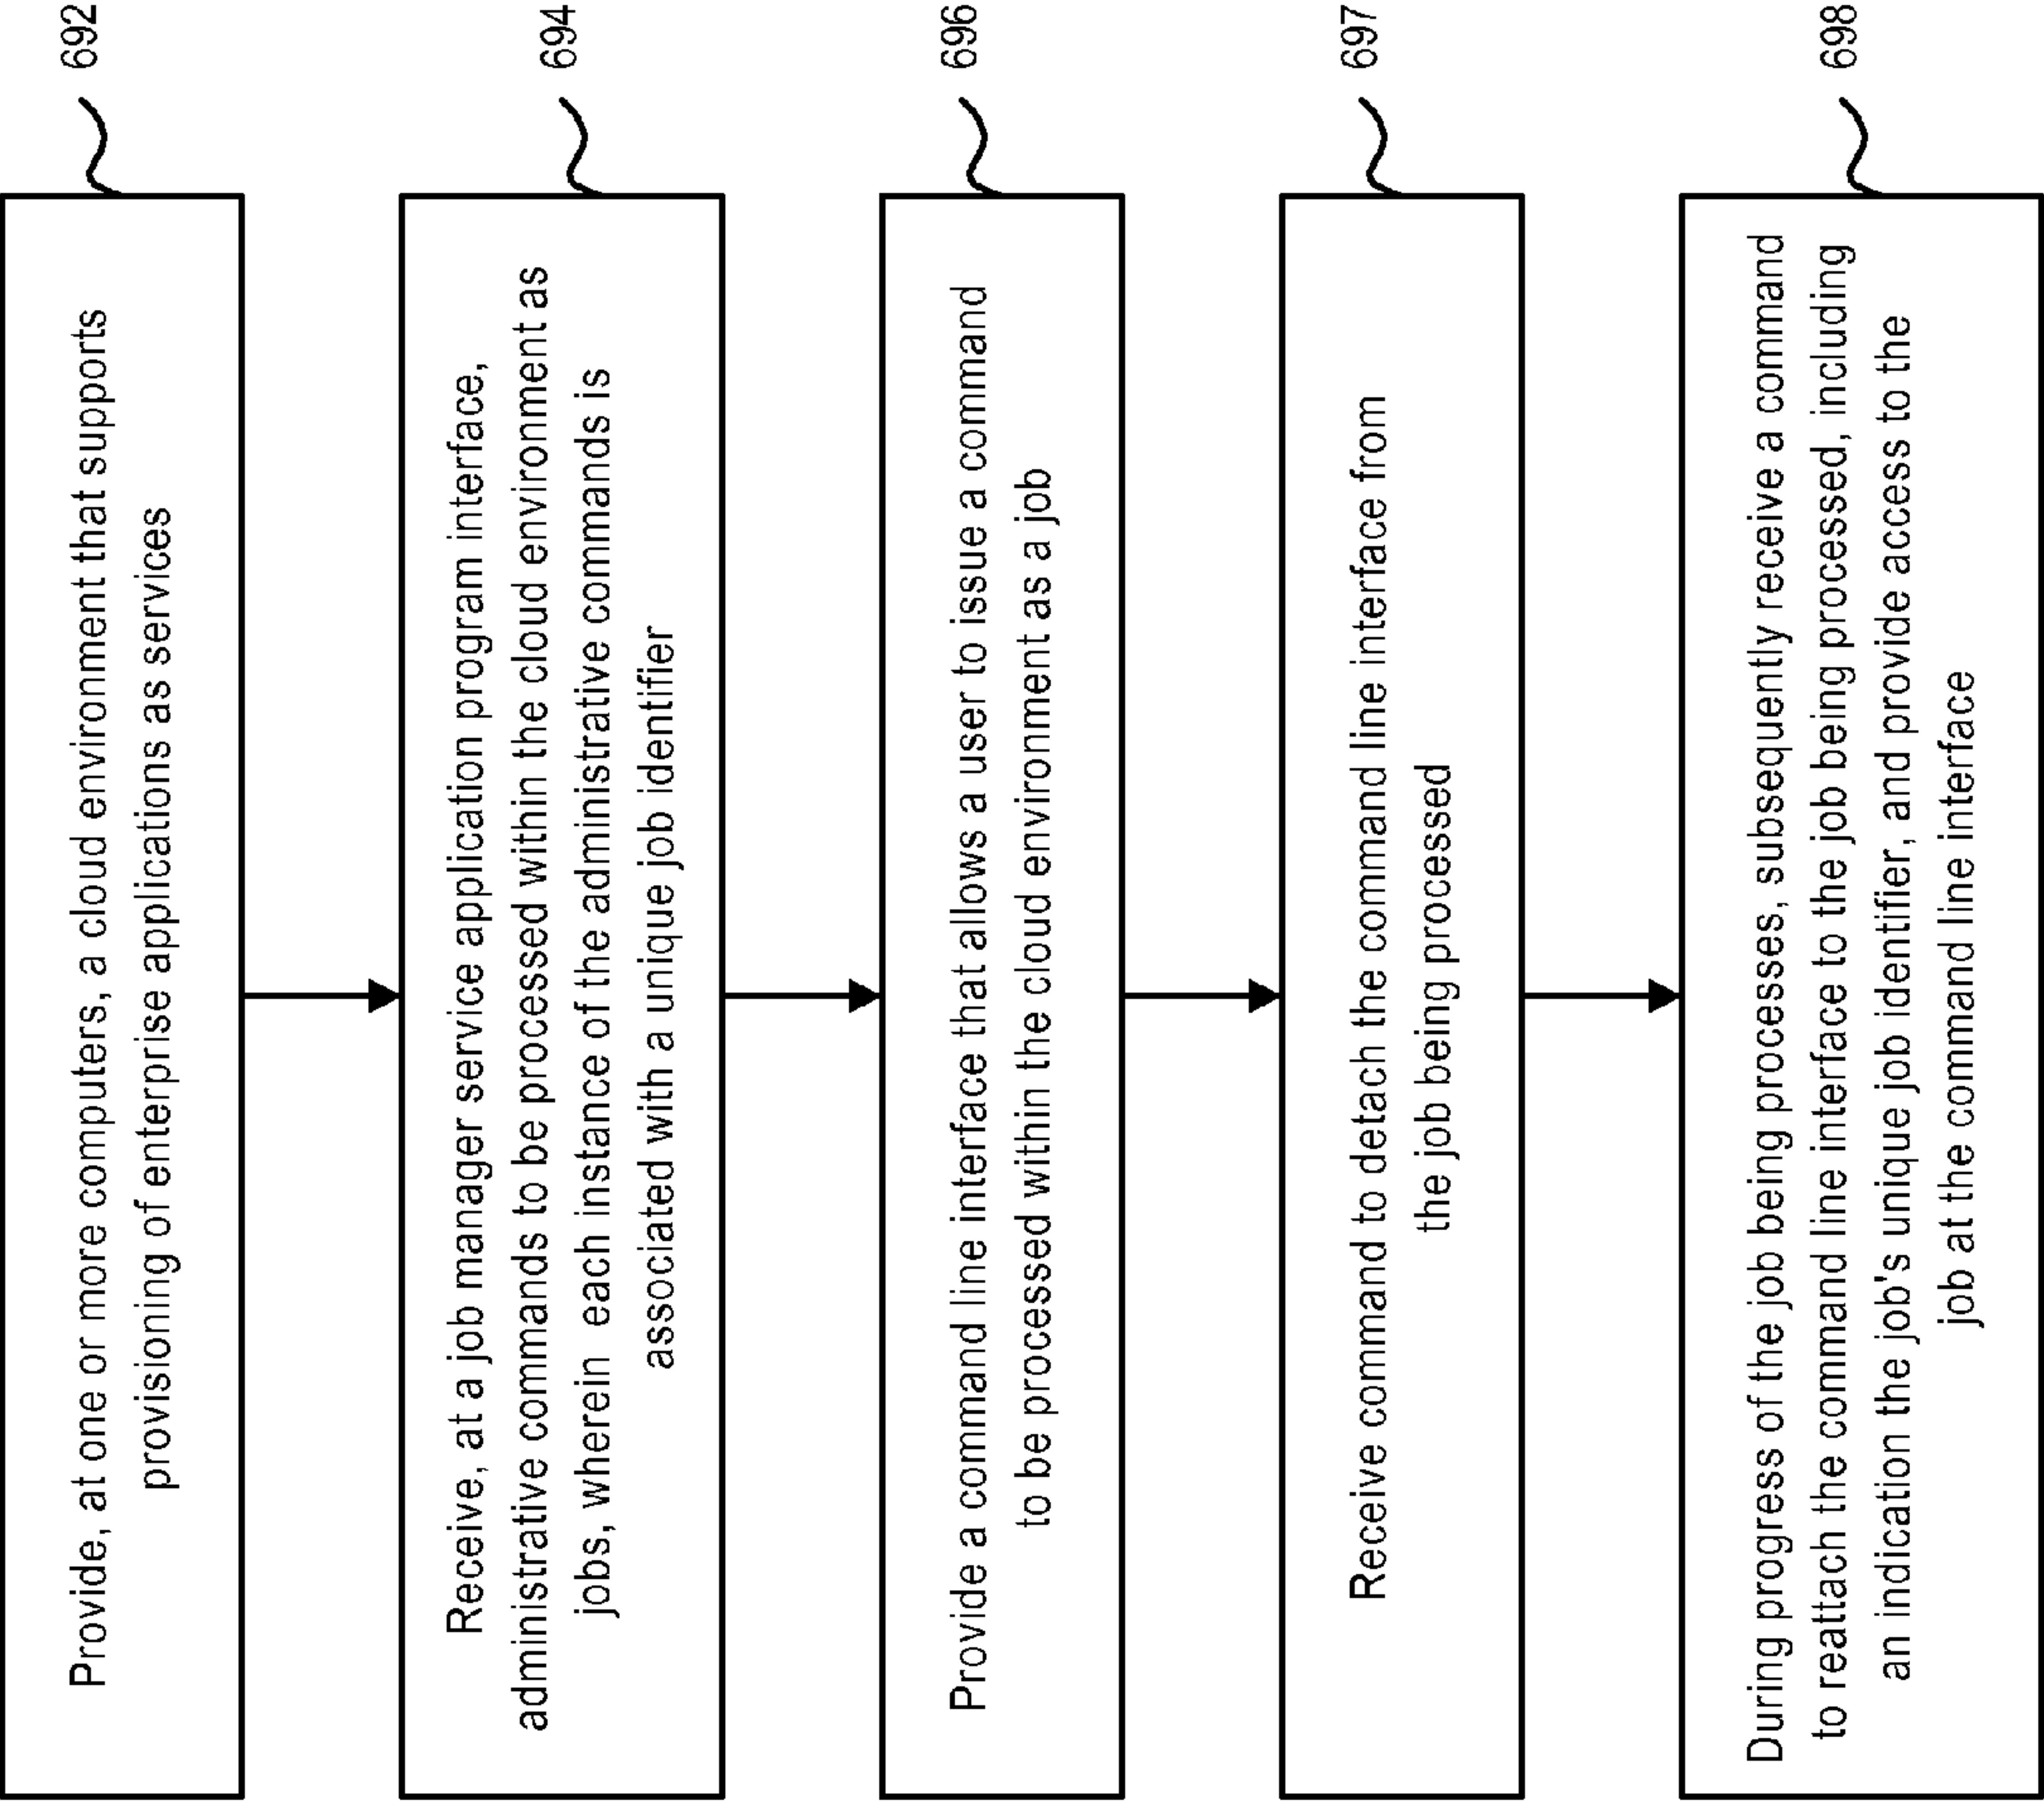 Provide, at one or more computers, a cloud environment that supports
provisioning of enterprise applications as services
692
Receive, at a job manager service application program interface,
administrative commands to be processed within the cloud environment as
jobs, wherein each instance of the administrative commands is
associated with a unique job identifier
694
Provide a command line interface that allows a user to issue a command
to be processed within the cloud environment as a job
696
Receive command to detach the command line interface from
the job being processed
697
During progress of the job being processes, subsequently receive a command
to reattach the command line interface to the job being processed, including
an indication the job's unique job identifier, and provide access to the
job at the command line interface
698